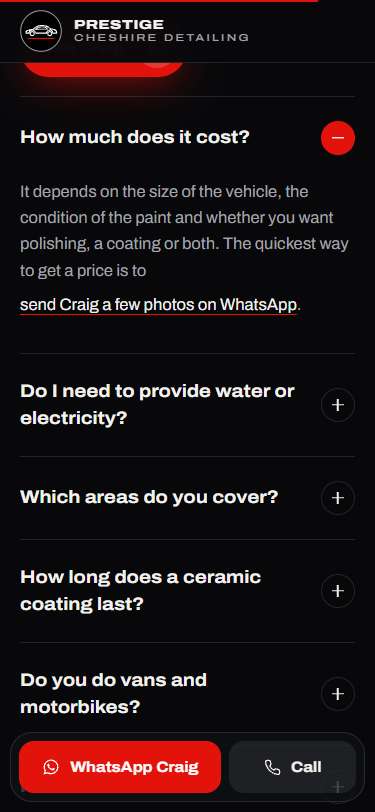 PRESTIGE
CHESHIRE DETAILING
How much does it cost?
It depends on the size of the vehicle, the
condition of the paint and whether you want
polishing, a coating or both. The quickest way
to get a price is to
send Craig a few photos on WhatsApp.
Do I need to provide water or
electricity?
Which areas do you cover?
How long does a ceramic
coating last?
Do you do vans and
motorbikes?
WhatsApp Craig
Call